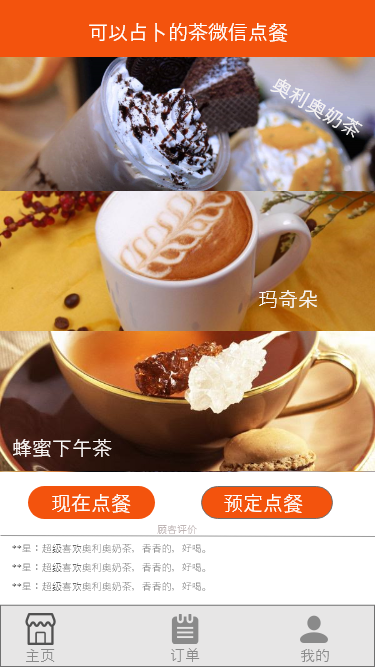 可以占卜的茶微信点餐
奥利奥奶茶
玛奇朵
蜂蜜下午茶
现在点餐
预定点餐
顾客评价
**星：超级喜欢奥利奥奶茶，香香的，好喝。
**星：超级喜欢奥利奥奶茶，香香的，好喝。
**星：超级喜欢奥利奥奶茶，香香的，好喝。
主页
订单
我的